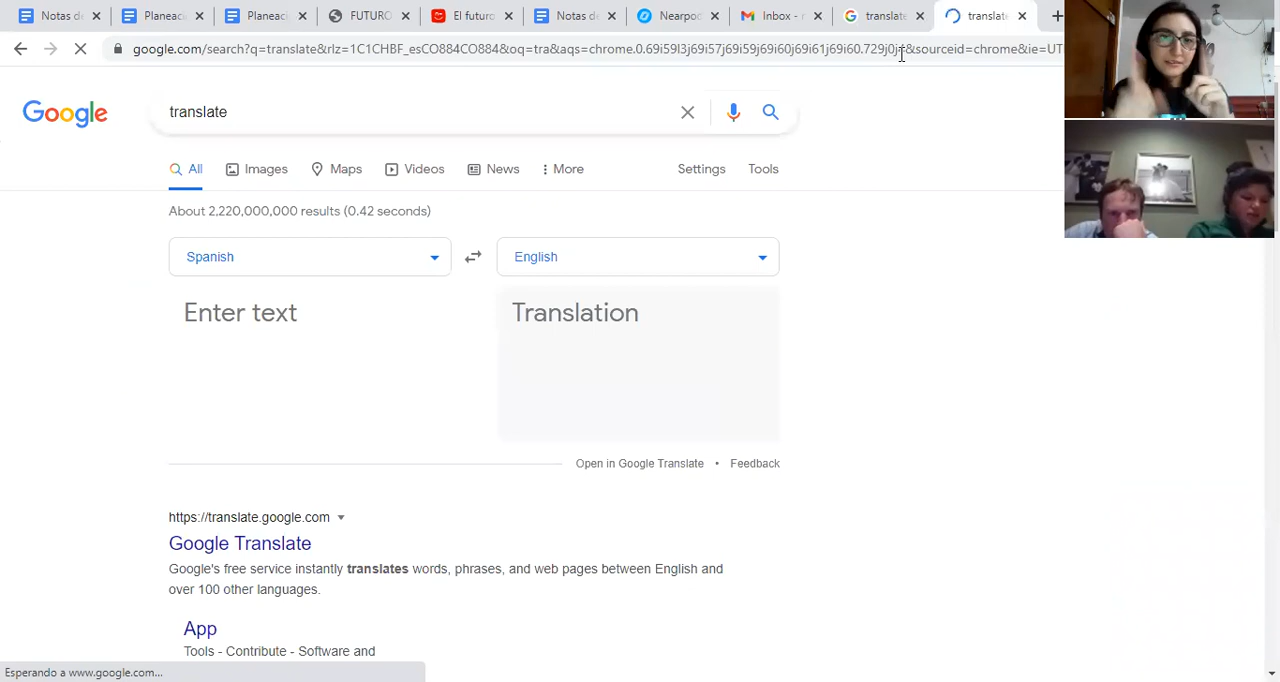 Notas de
Planeaci
Planeaci
FUTURO
El futuro
Notas de
Nearpod
Inbox - r
translate
translate
google.com/search?q=translate&rlz=1C1CHBF_esCO884CO884&oq=tra&aqs=chrome.0.69i59l3j69i57j69i59j69i60j69i61j69i60.729j0j &sourceid=chrome&ie=UT
Google
translate
All Images Maps Videos News More Settings Tools
About 2,220,000,000 results (0.42 seconds)
Spanish English
Enter text Translation
Open in Google Translate • Feedback
https://translate.google.com
Google Translate
Google's free service instantly translates words, phrases, and web pages between English and
over 100 other languages.
App
Tools - Contribute - Software and
Esperando a www.google.com...